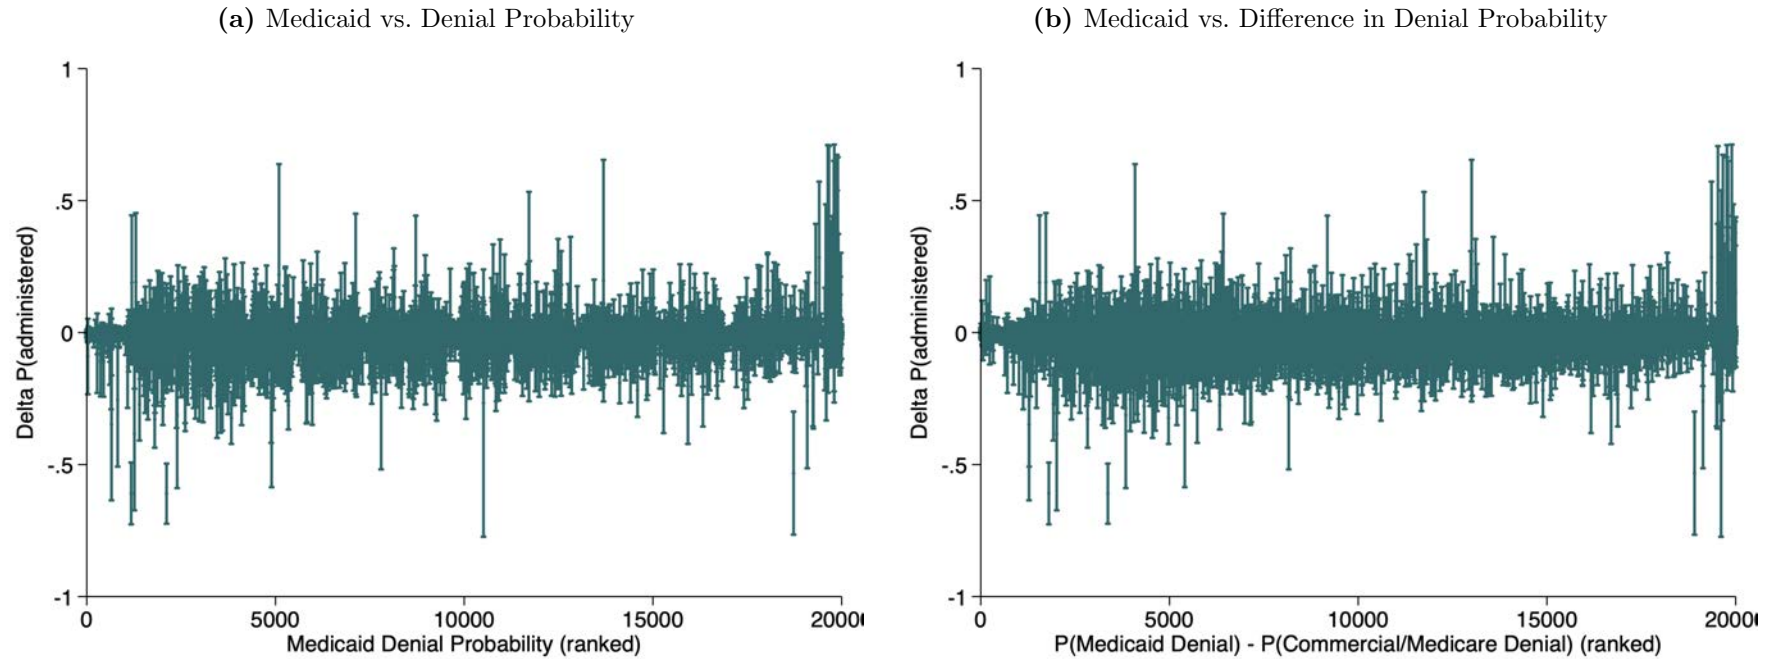 (a) Medicaid vs. Denial Probability
1
.5
0
-.5
-1
Delta P(administered)
0 5000 10000 15000 20000
Medicaid Denial Probability (ranked)
(b) Medicaid vs. Difference in Denial Probability
1
.5
0
-.5
-1
Delta P(administered)
0 5000 10000 15000 20000
P(Medicaid Denial) - P(Commercial/Medicare Denial) (ranked)